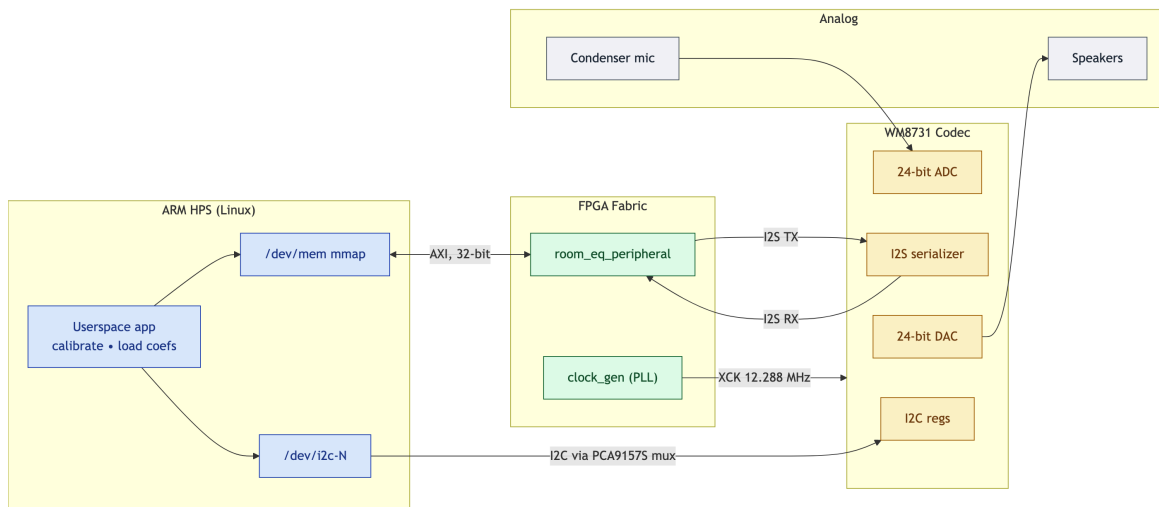 Analog
Condenser mic
Speakers
WM8731 Codec
24-bit ADC
ARM HPS (Linux)
FPGA Fabric
/dev/mem mmap
AXI, 32-bit
room_eq_peripheral
I2S TX
I2S serializer
Userspace app
calibrate • load coefs
I2S RX
24-bit DAC
clock_gen (PLL)
XCK 12.288 MHz
I2C regs
/dev/i2c-N
I2C via PCA9157S mux